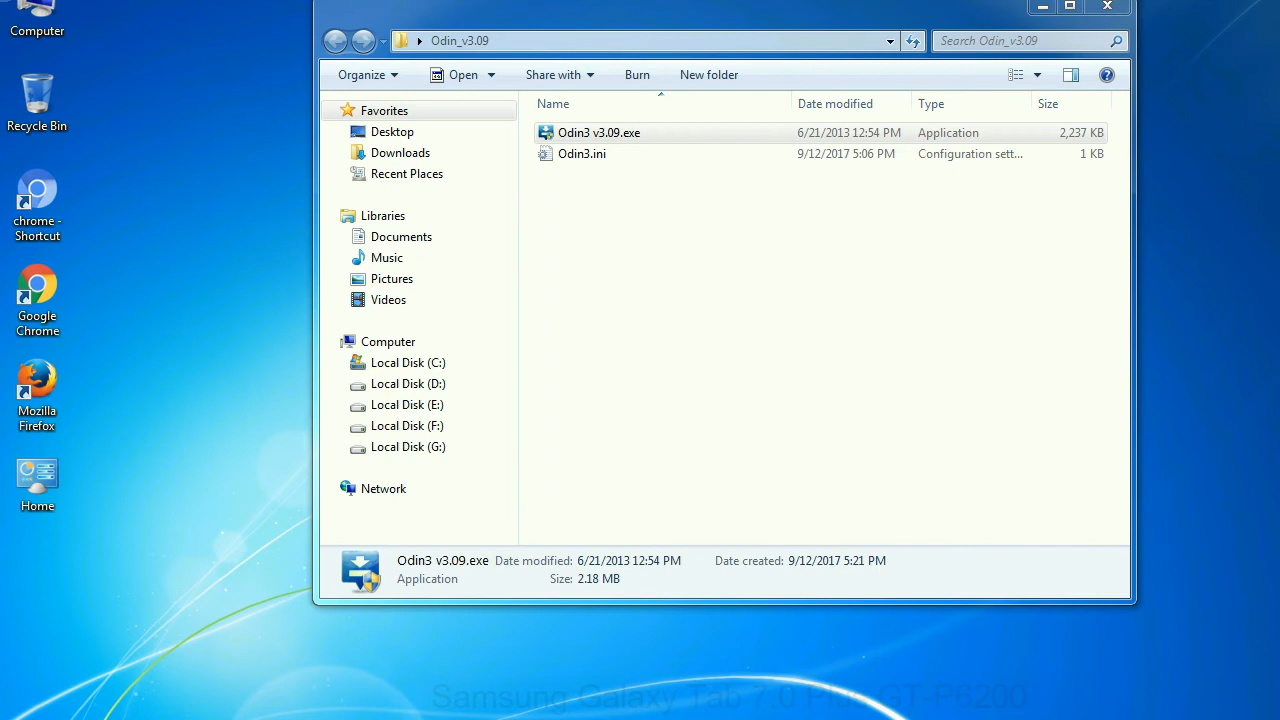 Computer
Recycle Bin
chrome -
Shortcut
Google
Chrome
Mozilla
Firefox
Home
Odin_v3.09
Search Odin_v3.09
Organize
Open
Share with
Burn
New folder
Favorites
Desktop
Downloads
Recent Places
Libraries
Documents
Music
Pictures
Videos
Computer
Local Disk (C:)
Local Disk (D:)
Local Disk (E:)
Local Disk (F:)
Local Disk (G:)
Network
Name Date modified Type Size
Odin3 v3.09.exe 6/21/2013 12:54 PM Application 2,237 KB
Odin3.ini 9/12/2017 5:06 PM Configuration sett... 1 KB
Odin3 v3.09.exe Date modified: 6/21/2013 12:54 PM Date created: 9/12/2017 5:21 PM
Application Size: 2.18 MB
Samsung Galaxy Tab 7.0 Plus GT-P6200